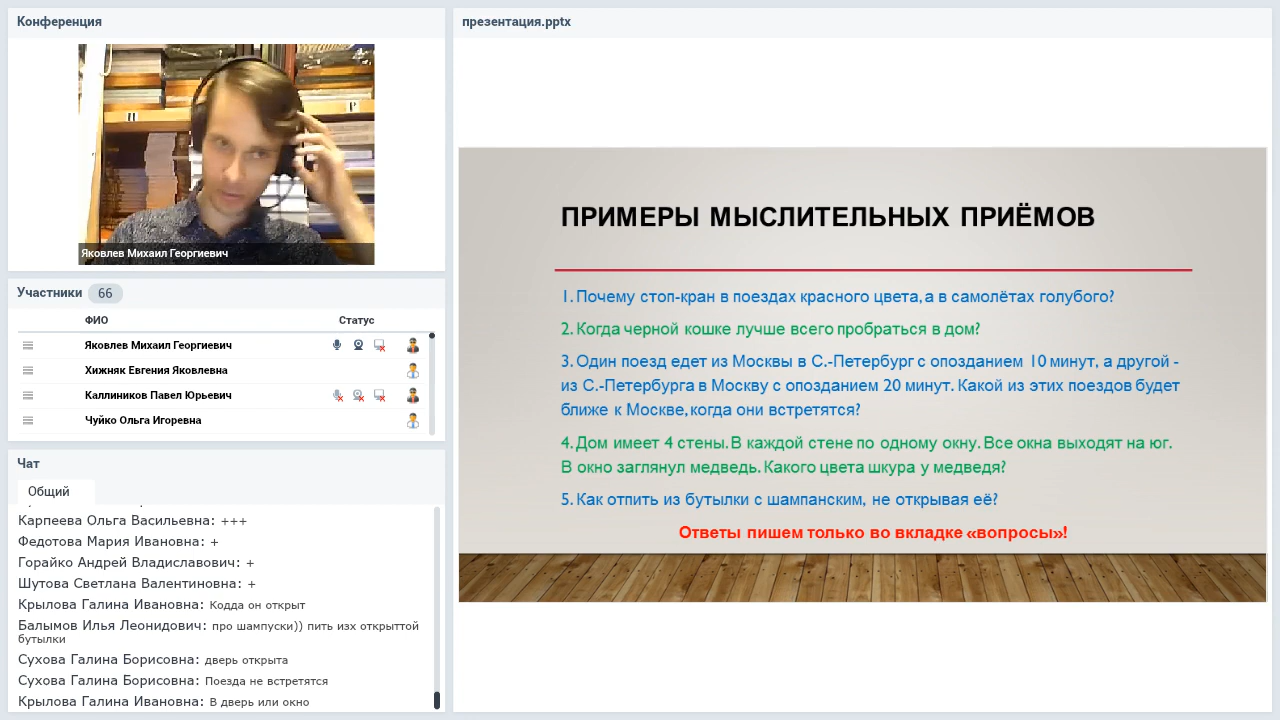 Конференция
Яковлев Михаил Георгиевич
Участники 66
ФИО Статус
Яковлев Михаил Георгиевич
Хижняк Евгения Яковлевна
Каллиников Павел Юрьевич
Чуйко Ольга Игоревна
Чат
Общий
Карпеева Ольга Васильевна: +++
Федотова Мария Ивановна: +
Горайко Андрей Владиславович: +
Шутова Светлана Валентиновна: +
Крылова Галина Ивановна: Кодда он открыт
Балымов Илья Леонидович: про шампуски)) пить изх открыттой
бутылки
Сухова Галина Борисовна: дверь открыта
Сухова Галина Борисовна: Поезда не встретятся
Крылова Галина Ивановна: В дверь или окно
презентация.pptx
ПРИМЕРЫ МЫСЛИТЕЛЬНЫХ ПРИЁМОВ
1. Почему стоп-кран в поездах красного цвета, а в самолётах голубого?
2. Когда черной кошке лучше всего пробраться в дом?
3. Один поезд едет из Москвы в С.-Петербург с опозданием 10 минут, а другой -
из С.-Петербурга в Москву с опозданием 20 минут. Какой из этих поездов будет
ближе к Москве, когда они встретятся?
4. Дом имеет 4 стены. В каждой стене по одному окну. Все окна выходят на юг.
В окно заглянул медведь. Какого цвета шкура у медведя?
5. Как отпить из бутылки с шампанским, не открывая её?
Ответы пишем только во вкладке «вопросы»!